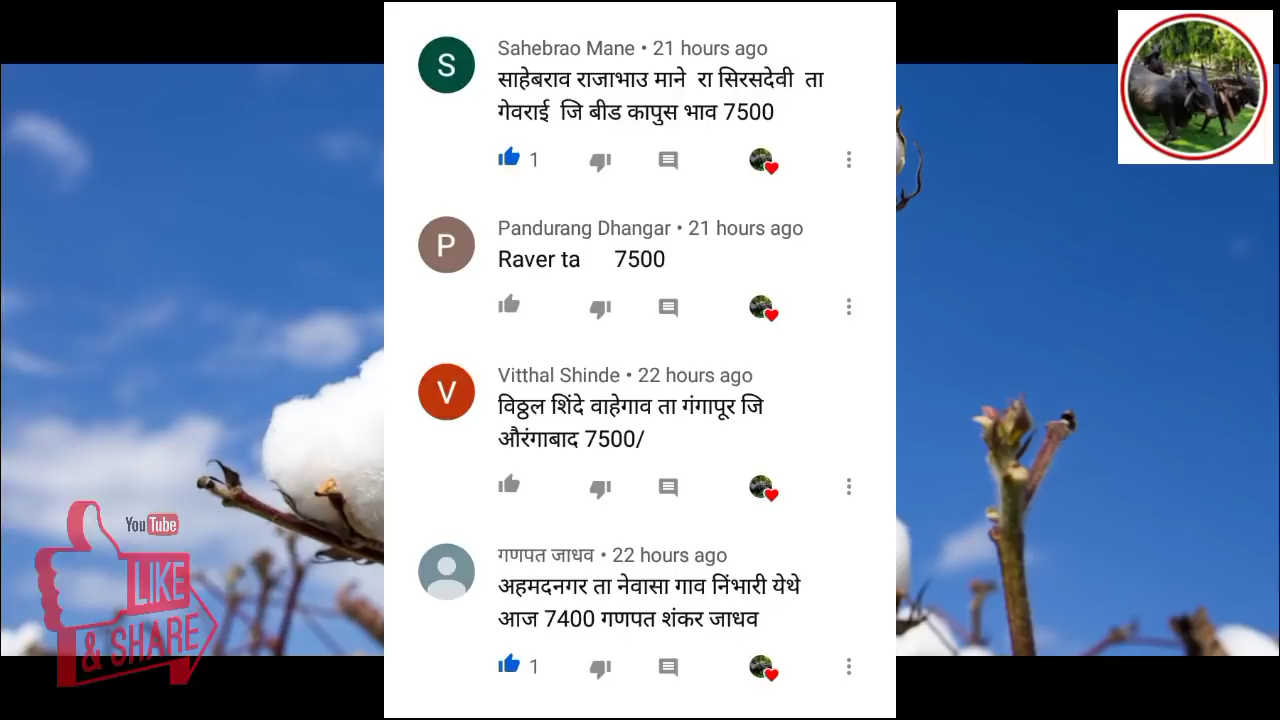 S
Sahebrao Mane • 21 hours ago
साहेबराव राजाभाउ माने रा सिरसदेवी ता
गेवराई जि बीड कापुस भाव 7500
1
P
Pandurang Dhangar • 21 hours ago
Raver ta 7500
V
Vitthal Shinde • 22 hours ago
विठ्ठल शिंदे वाहेगाव ता गंगापूर जि
औरंगाबाद 7500/
गणपत जाधव • 22 hours ago
अहमदनगर ता नेवासा गाव निंभारी येथे
आज 7400 गणपत शंकर जाधव
1
YouTube
LIKE
& SHARE